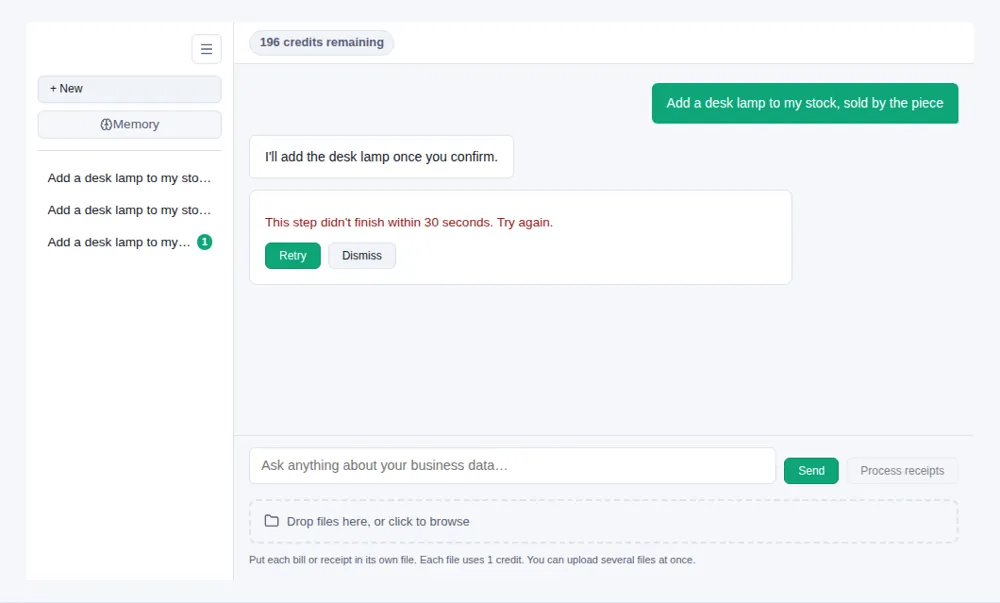 196 credits remaining
+ New
Memory
Add a desk lamp to my sto…
Add a desk lamp to my sto…
Add a desk lamp to my… 1
Add a desk lamp to my stock, sold by the piece
I'll add the desk lamp once you confirm.
This step didn't finish within 30 seconds. Try again.
Retry Dismiss
Ask anything about your business data…
Send Process receipts
Drop files here, or click to browse
Put each bill or receipt in its own file. Each file uses 1 credit. You can upload several files at once.